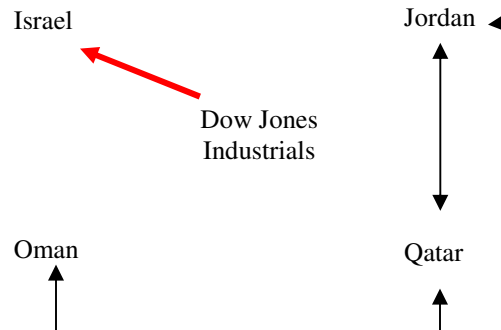 Israel
Jordan
Dow Jones
Industrials
Oman
Qatar